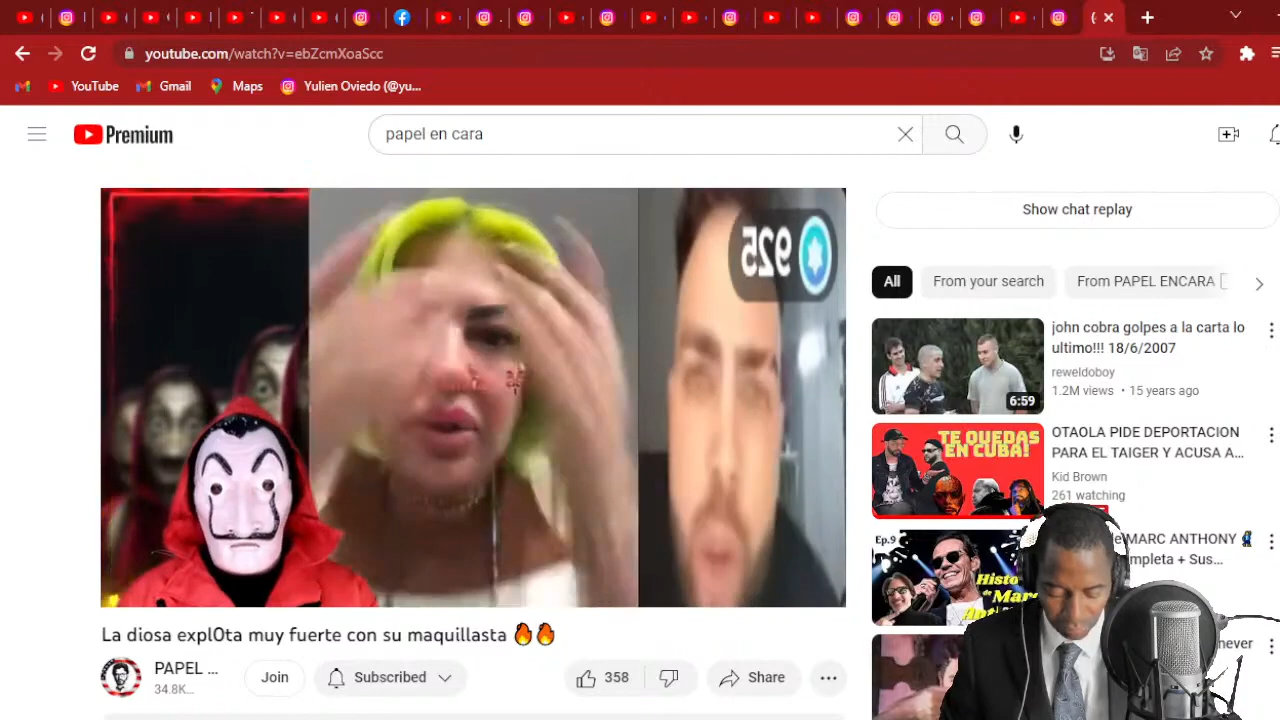 youtube.com/watch?v=ebZcmXoaScc
YouTube
Gmail
Maps
Yulien Oviedo (@yu...
Premium
papel en cara
Show chat replay
925
All
From your search
From PAPEL ENCARA
john cobra golpes a la carta lo
ultimo!!! 18/6/2007
reweldoboy
1.2M views • 15 years ago
6:59
TE QUEDAS
EN CUBA!
OTAOLA PIDE DEPORTACION
PARA EL TAIGER Y ACUSA A...
Kid Brown
261 watching
Ep.9
MARC ANTHONY
mpleta + Sus...
never
La diosa expl0ta muy fuerte con su maquillasta 🔥🔥
PAPEL ...
34.8K...
Join
Subscribed
358
Share